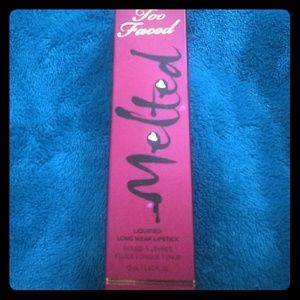 Too
Faced
Melted
LIQUIFIED
LONG WEAR LIPSTICK
ROUGE À LÈVRES
FLUIDE LONGUE TENUE